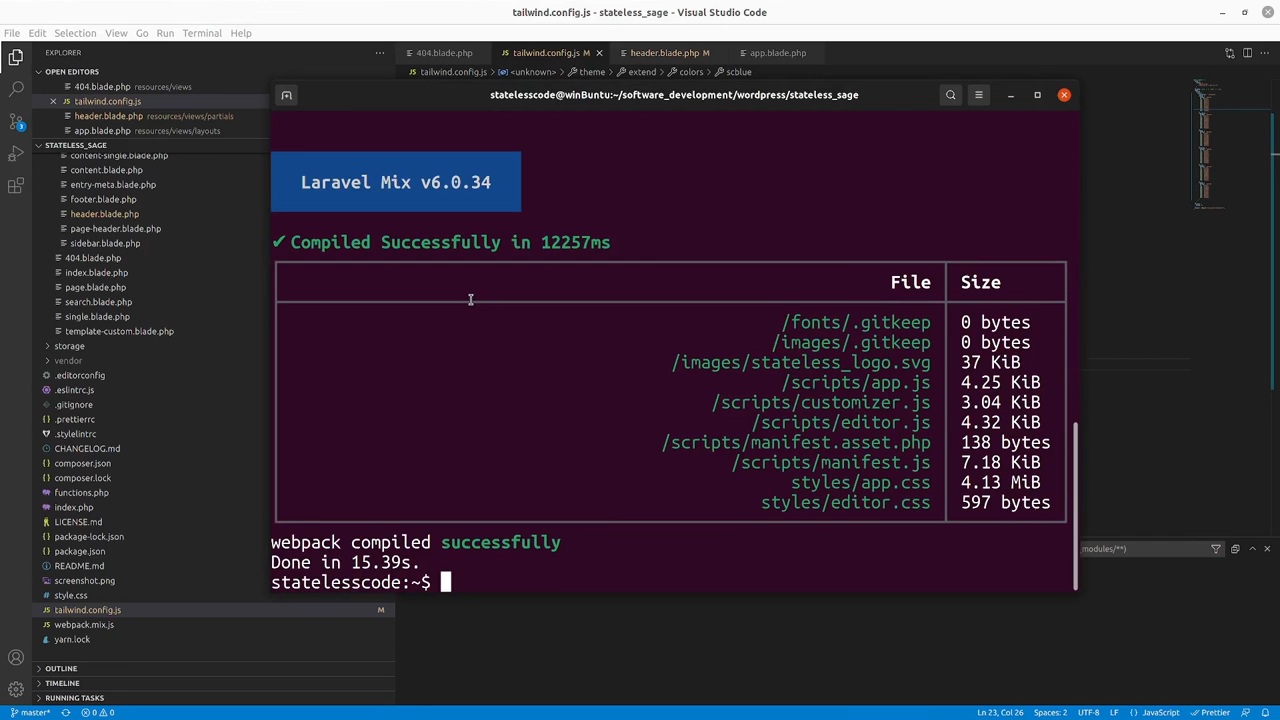 tailwind.config.js - stateless_sage - Visual Studio Code
File Edit Selection View Go Run Terminal Help
EXPLORER
404.blade.php
tailwind.config.js M
header.blade.php M
app.blade.php
OPEN EDITORS
404.blade.php resources/views
tailwind.config.js
header.blade.php resources/views/partials
app.blade.php resources/views/layouts
tailwind.config.js > <unknown> > theme > extend > colors > scblue
STATELESS_SAGE
content-single.blade.php
content.blade.php
entry-meta.blade.php
footer.blade.php
header.blade.php
page-header.blade.php
sidebar.blade.php
404.blade.php
index.blade.php
page.blade.php
search.blade.php
single.blade.php
template-custom.blade.php
storage
vendor
.editorconfig
.eslintrc.js
.gitignore
.prettierrc
.stylelintrc
CHANGELOG.md
composer.json
composer.lock
functions.php
index.php
LICENSE.md
package-lock.json
package.json
README.md
screenshot.png
style.css
tailwind.config.js M
webpack.mix.js
yarn.lock
OUTLINE
TIMELINE
RUNNING TASKS
statelesscode@winBuntu:~/software_development/wordpress/stateless_sage
Laravel Mix v6.0.34
✔ Compiled Successfully in 12257ms
File Size
/fonts/.gitkeep 0 bytes
/images/.gitkeep 0 bytes
/images/stateless_logo.svg 37 KiB
/scripts/app.js 4.25 KiB
/scripts/customizer.js 3.04 KiB
/scripts/editor.js 4.32 KiB
/scripts/manifest.asset.php 138 bytes
/scripts/manifest.js 7.18 KiB
styles/app.css 4.13 MiB
styles/editor.css 597 bytes
webpack compiled successfully
Done in 15.39s.
statelesscode:~$
modules/**)
master* 0 0 Ln 23, Col 26 Spaces: 2 UTF-8 LF {} JavaScript Prettier